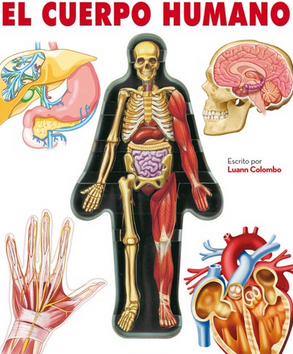 EL CUERPO HUMANO
Escrito por
Luann Colombo